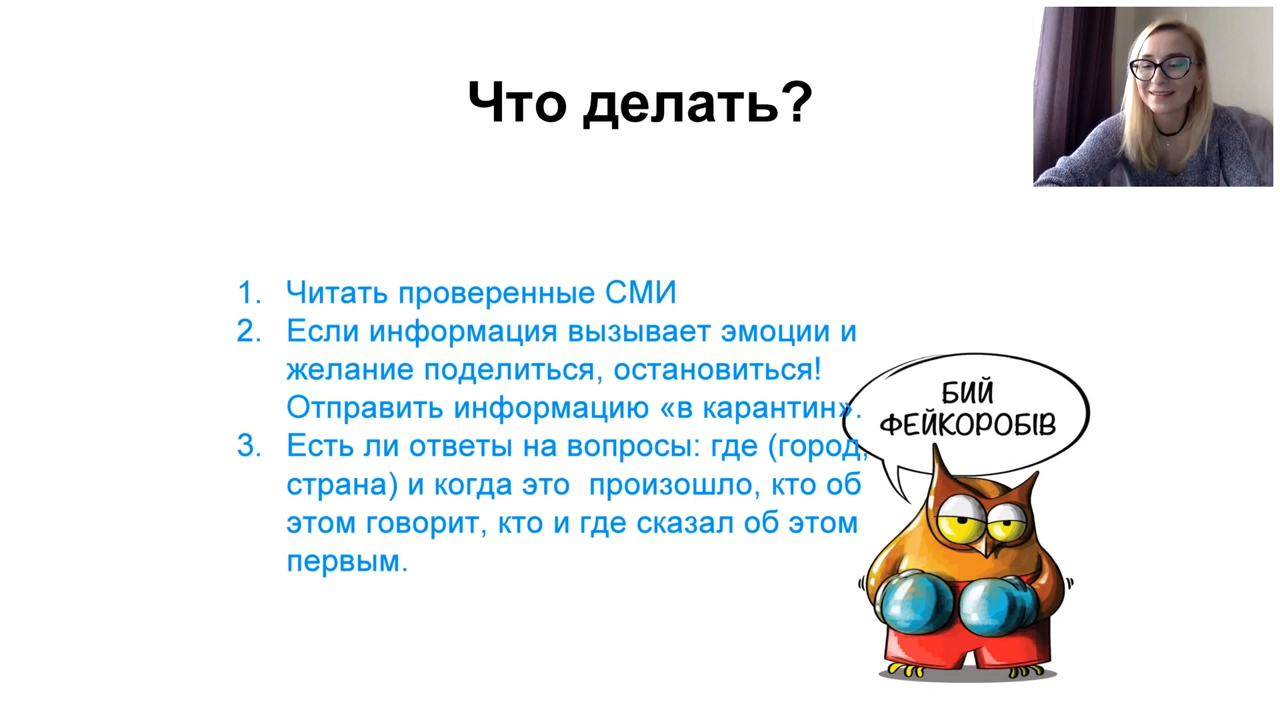 Что делать?
1. Читать проверенные СМИ
2. Если информация вызывает эмоции и
желание поделиться, остановиться!
Отправить информацию «в карантин».
3. Есть ли ответы на вопросы: где (город,
страна) и когда это  произошло, кто об
этом говорит, кто и где сказал об этом
первым.
БИЙ
ФЕЙКОРОБІВ